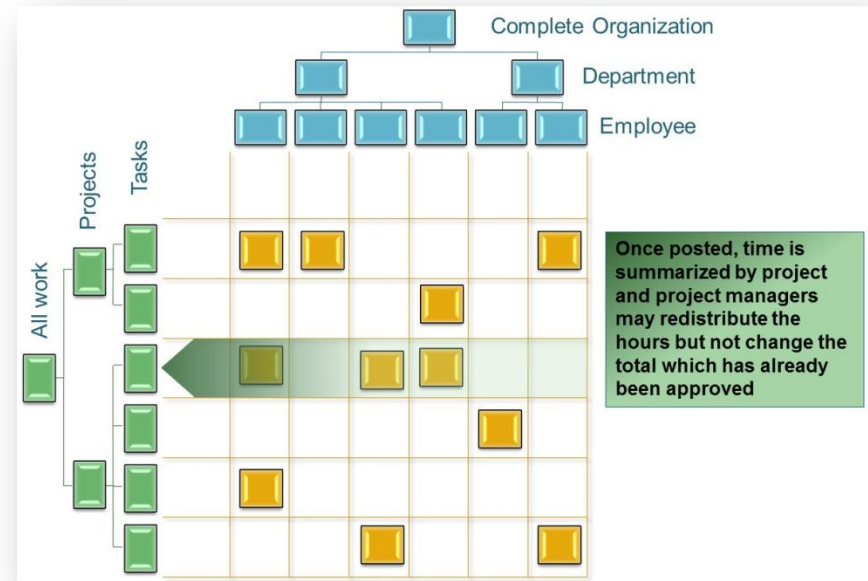 Complete Organization
Department
Employee
All work
Projects
Tasks
Once posted, time is
summarized by project
and project managers
may redistribute the
hours but not change the
total which has already
been approved